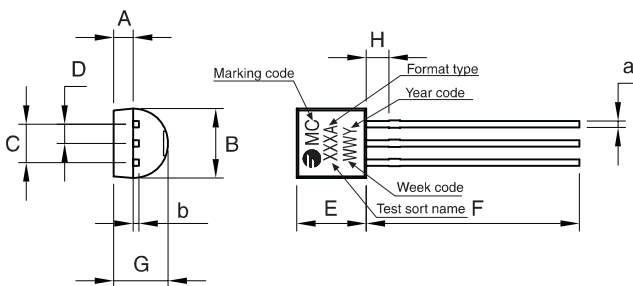 A
H
a
Marking code
Format type
D
Year code
MC
XXXA
WWY
C
B
Week code
b
E
Test sort name
F
G